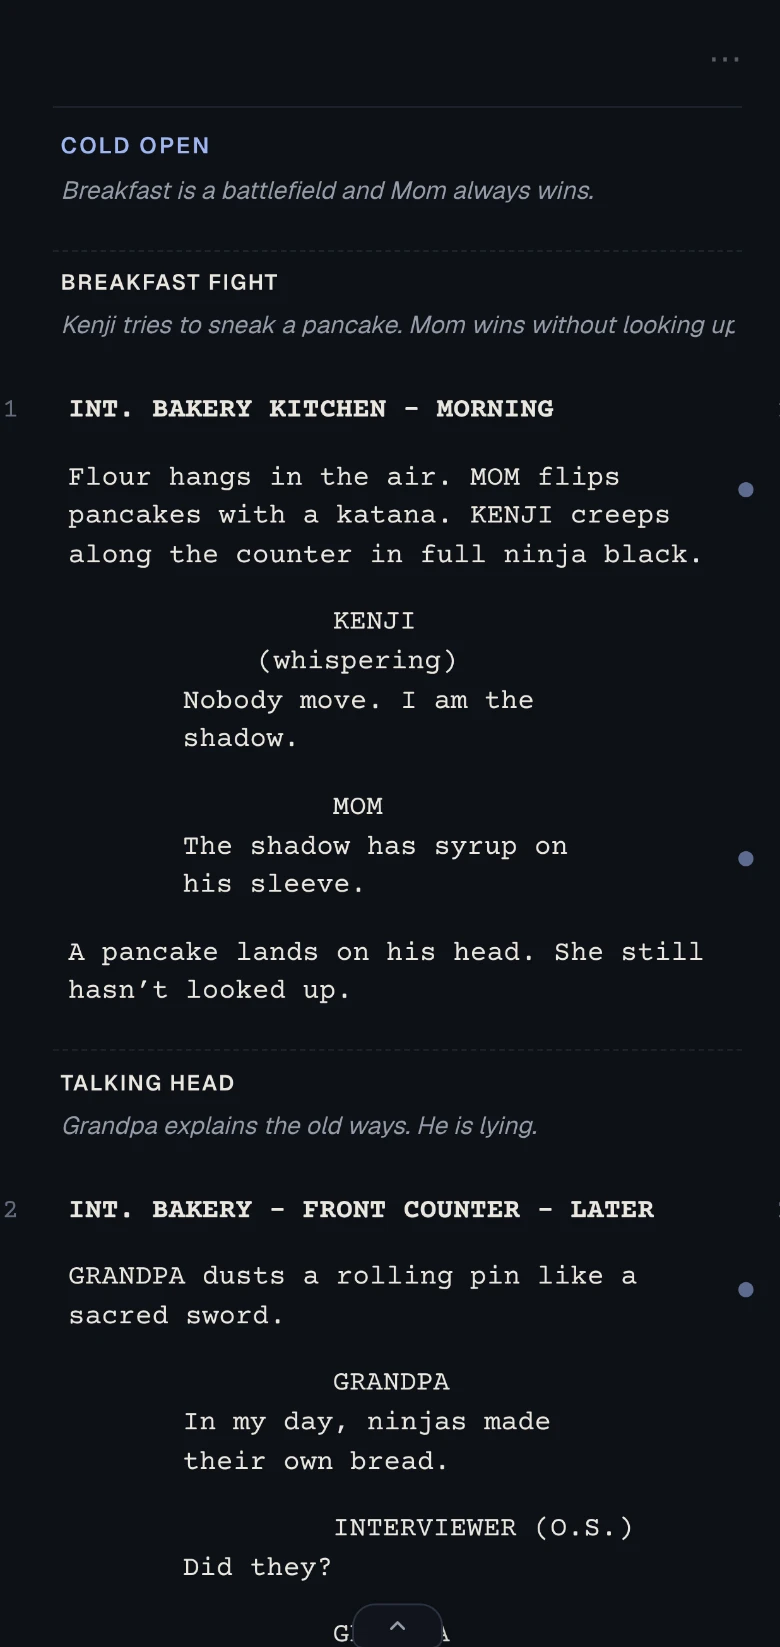 ...
COLD OPEN
Breakfast is a battlefield and Mom always wins.
BREAKFAST FIGHT
Kenji tries to sneak a pancake. Mom wins without looking up
1 INT. BAKERY KITCHEN - MORNING
Flour hangs in the air. MOM flips
pancakes with a katana. KENJI creeps
along the counter in full ninja black.
KENJI
(whispering)
Nobody move. I am the
shadow.
MOM
The shadow has syrup on
his sleeve.
A pancake lands on his head. She still
hasn’t looked up.
TALKING HEAD
Grandpa explains the old ways. He is lying.
2 INT. BAKERY - FRONT COUNTER - LATER
GRANDPA dusts a rolling pin like a
sacred sword.
GRANDPA
In my day, ninjas made
their own bread.
INTERVIEWER (O.S.)
Did they?